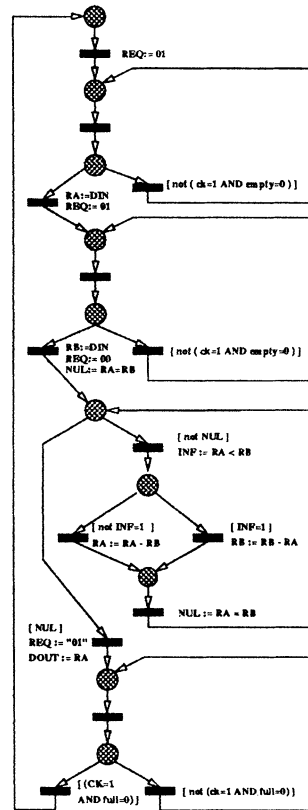 REQ:= 01
[ not ( ck=1 AND empty=0 ) ]
RA:=DIN
REQ:= 01
RB:=DIN
REQ:= 00
NUL:= RA=RB
[not (ck=1 AND empty=0 ) ]
[ not NUL ]
INF := RA < RB
[ not INF=1 ]
RA := RA - RB
[ INF=1 ]
RB := RB - RA
NUL := RA = RB
[NUL]
REQ := "01"
DOUT := RA
[ (CK=1
AND full=0) ]
[ not (ck=1 AND full=0) ]